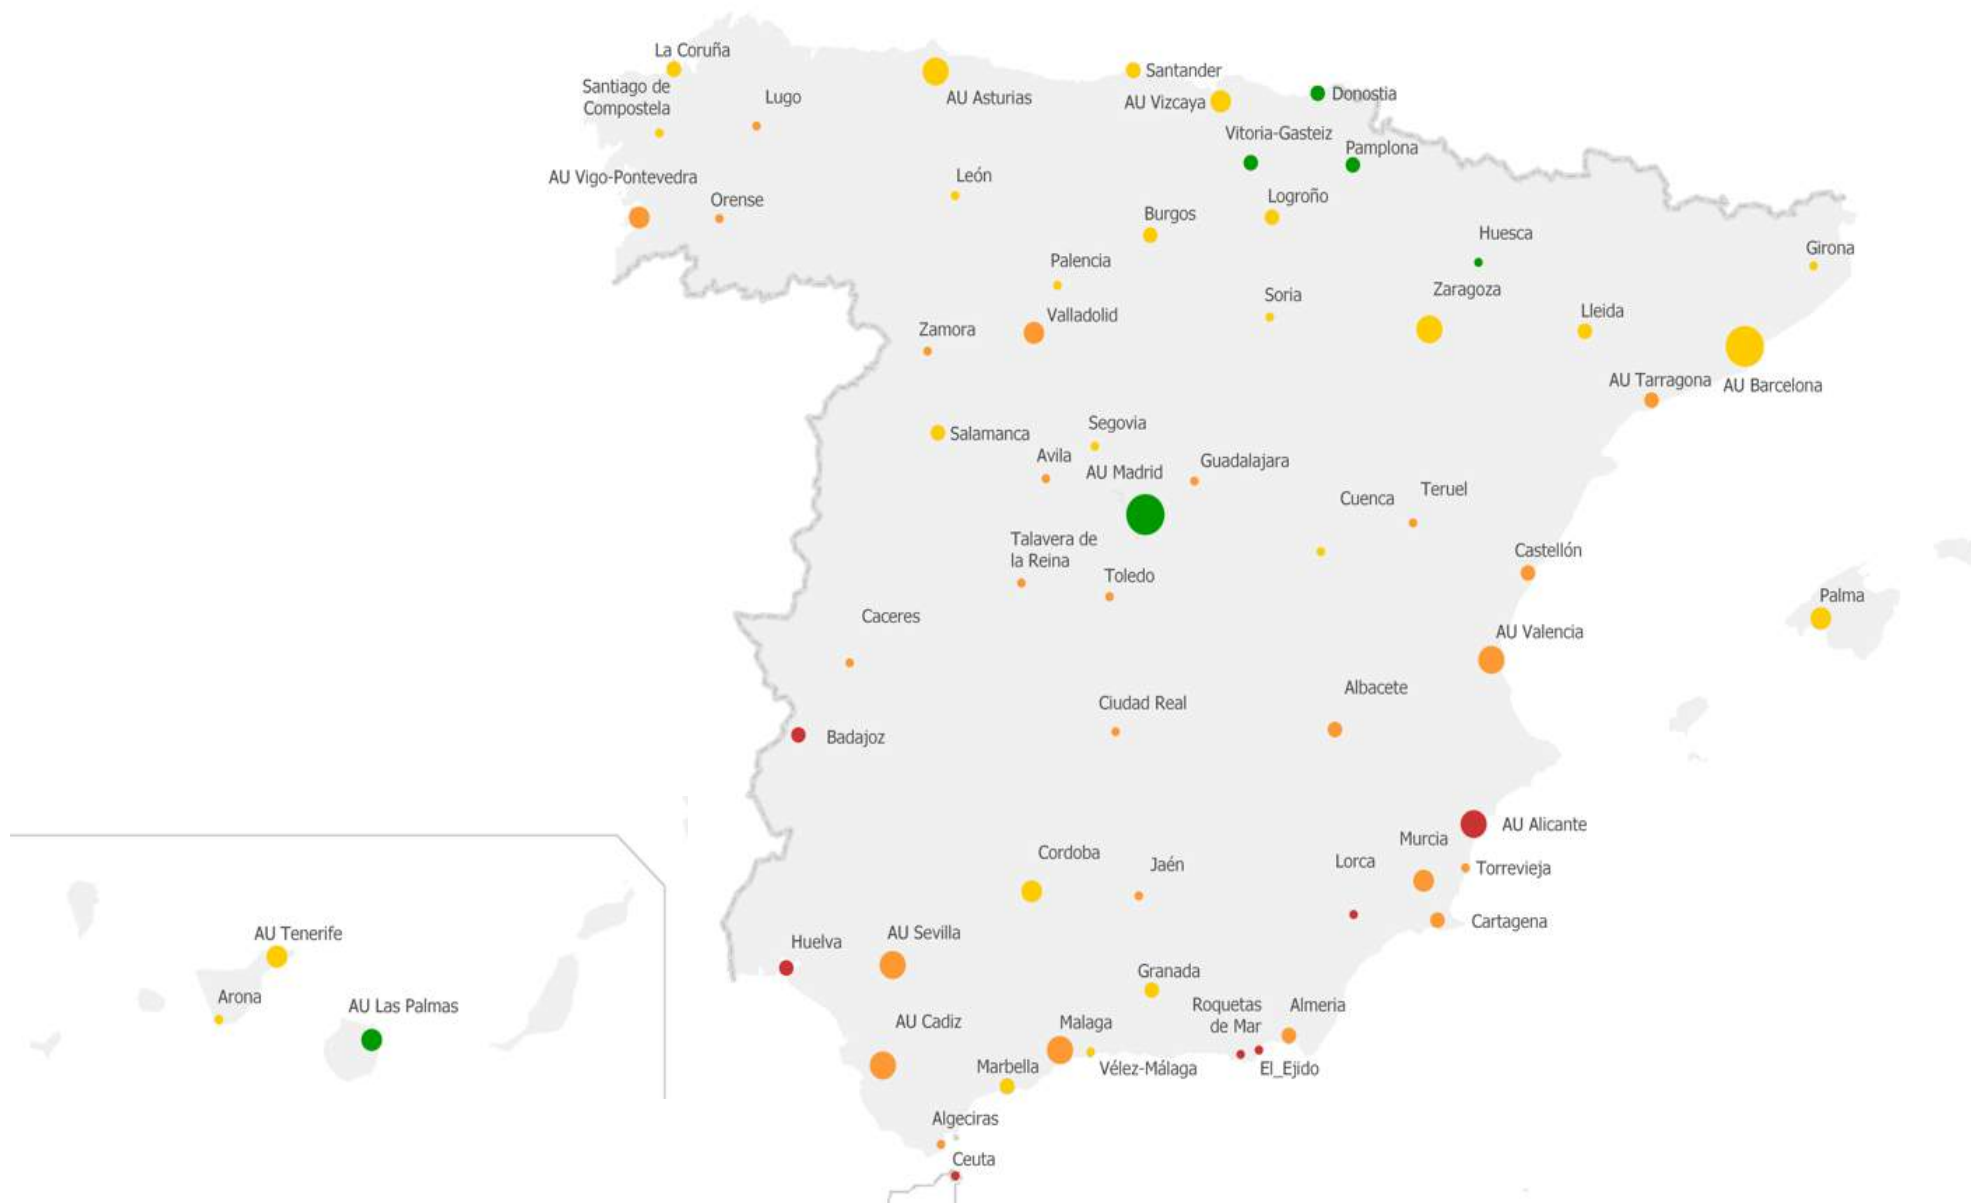 La Coruña
Santiago de
Compostela
Lugo
AU Asturias
Santander
AU Vizcaya
Donostia
Vitoria-Gasteiz
Pamplona
AU Vigo-Pontevedra
Orense
León
Burgos
Logroño
Huesca
Girona
Palencia
Soria
Zaragoza
Lleida
Valladolid
Zamora
AU Tarragona
AU Barcelona
Salamanca
Segovia
Avila
AU Madrid
Guadalajara
Cuenca
Teruel
Talavera de
la Reina
Toledo
Castellón
Palma
Caceres
AU Valencia
Ciudad Real
Albacete
Badajoz
AU Alicante
Murcia
Cordoba
Jaén
Lorca
Torrevieja
Cartagena
AU Tenerife
Huelva
AU Sevilla
Granada
Arona
AU Las Palmas
AU Cadiz
Malaga
Roquetas
de Mar
Almeria
Marbella
Vélez-Málaga
El_Ejido
Algeciras
Ceuta